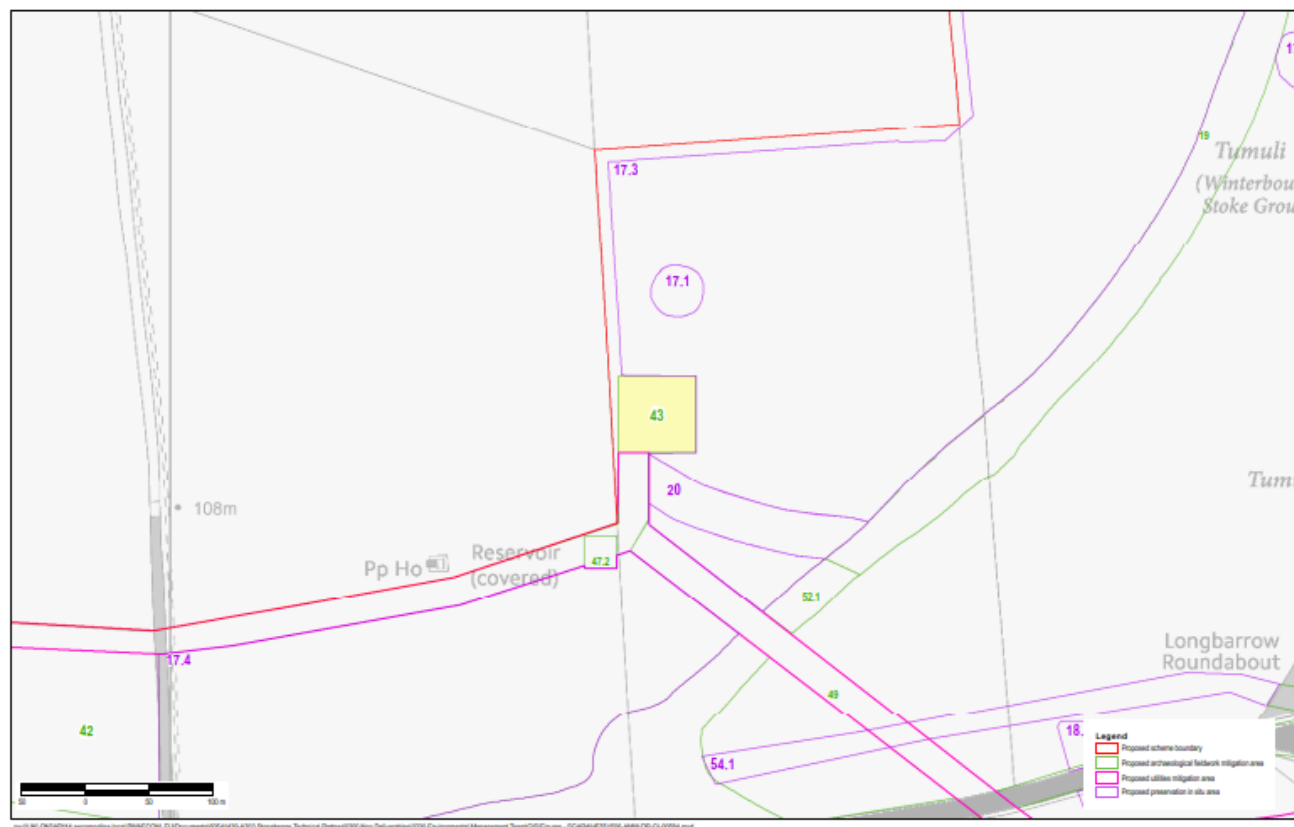 17.3
19
Tumuli
(Winterbou
Stoke Grou
17.1
43
Tum
20
108m
Reservoir
(covered)
Pp Ho
47.2
52.1
Longbarrow
Roundabout
17.4
49
42
18.
54.1
Legend
Proposed scheme boundary
Proposed archaeological fieldwork mitigation area
Proposed utilities mitigation area
Proposed preservation in situ area
50 0 50 100 m